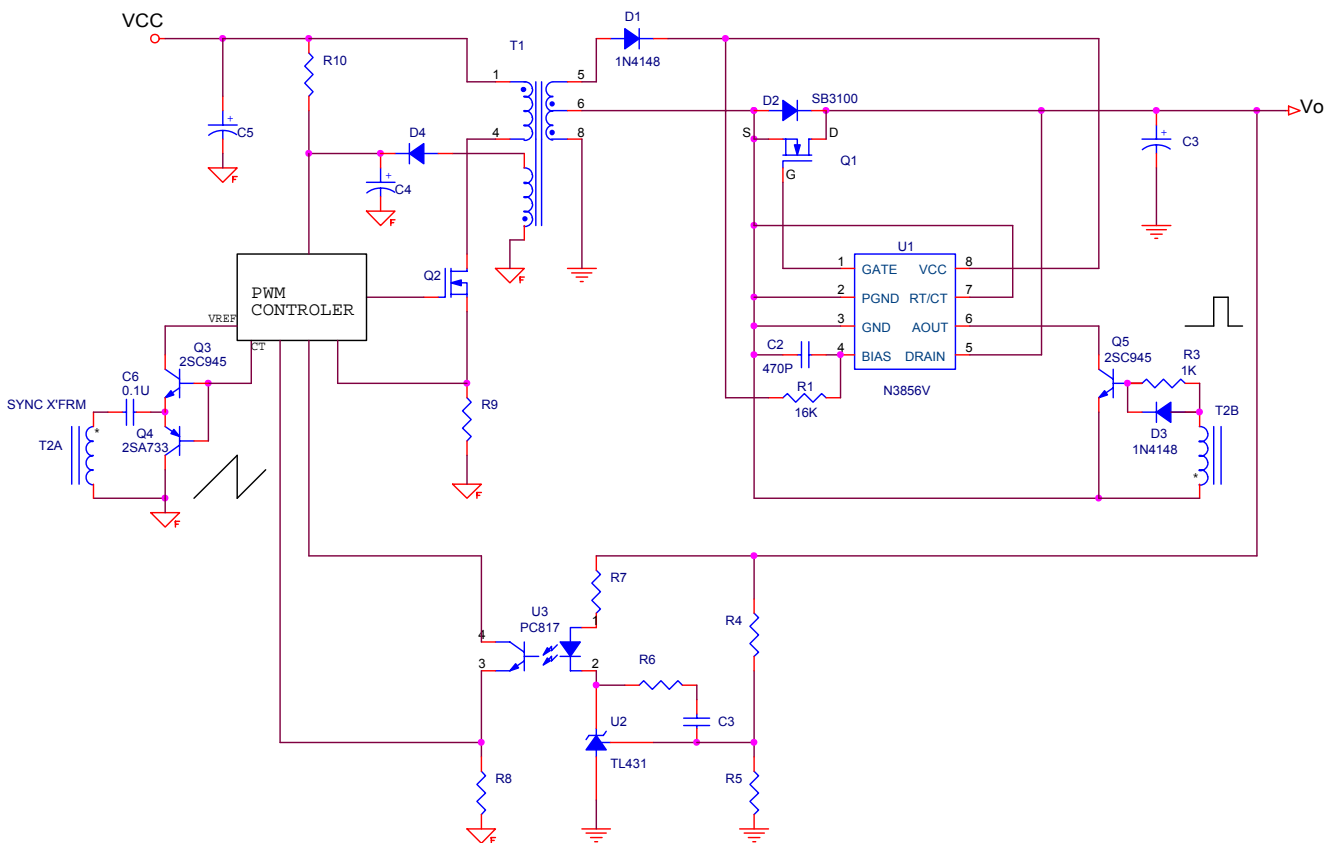 VCC
D1
1N4148
T1
R10
1
5
6
4
8
D2
SB3100
Vo
S
D
Q1
G
C5
F
D4
C4
F
C3
U1
1
GATE
VCC
8
2
PGND
RT/CT
7
3
GND
AOUT
6
4
BIAS
DRAIN
5
N3856V
C2
470P
R1
16K
F
Q2
PWM
CONTROLER
VREF
CT
Q3
2SC945
C6
0.1U
SYNC X'FRM
T2A
*
Q4
2SA733
F
R9
F
Q5
2SC945
R3
1K
D3
1N4148
T2B
*
R7
U3
PC817
4
3
1
2
R4
R6
C3
U2
TL431
R8
F
R5